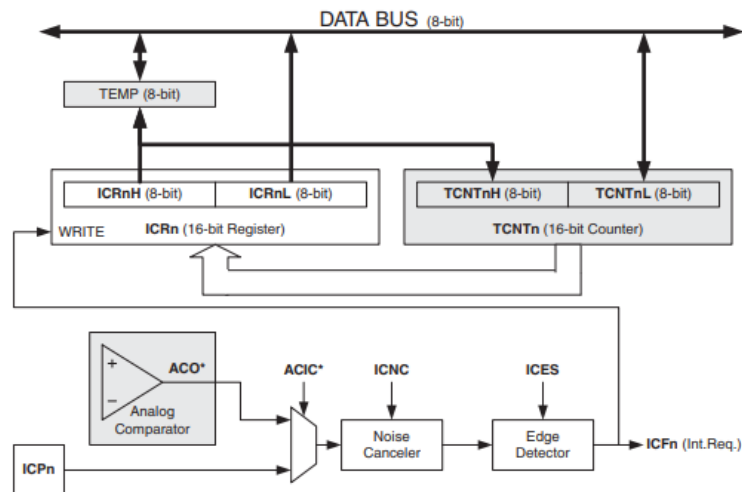 DATA BUS (8-bit)
TEMP (8-bit)
ICRnH (8-bit) ICRnL (8-bit)
TCNTnH (8-bit) TCNTnL (8-bit)
WRITE ICRn (16-bit Register)
TCNTn (16-bit Counter)
+
ACO*
−
Analog
Comparator
ACIC* ICNC ICES
Noise
Canceler
Edge
Detector
ICFn (Int.Req.)
ICPn